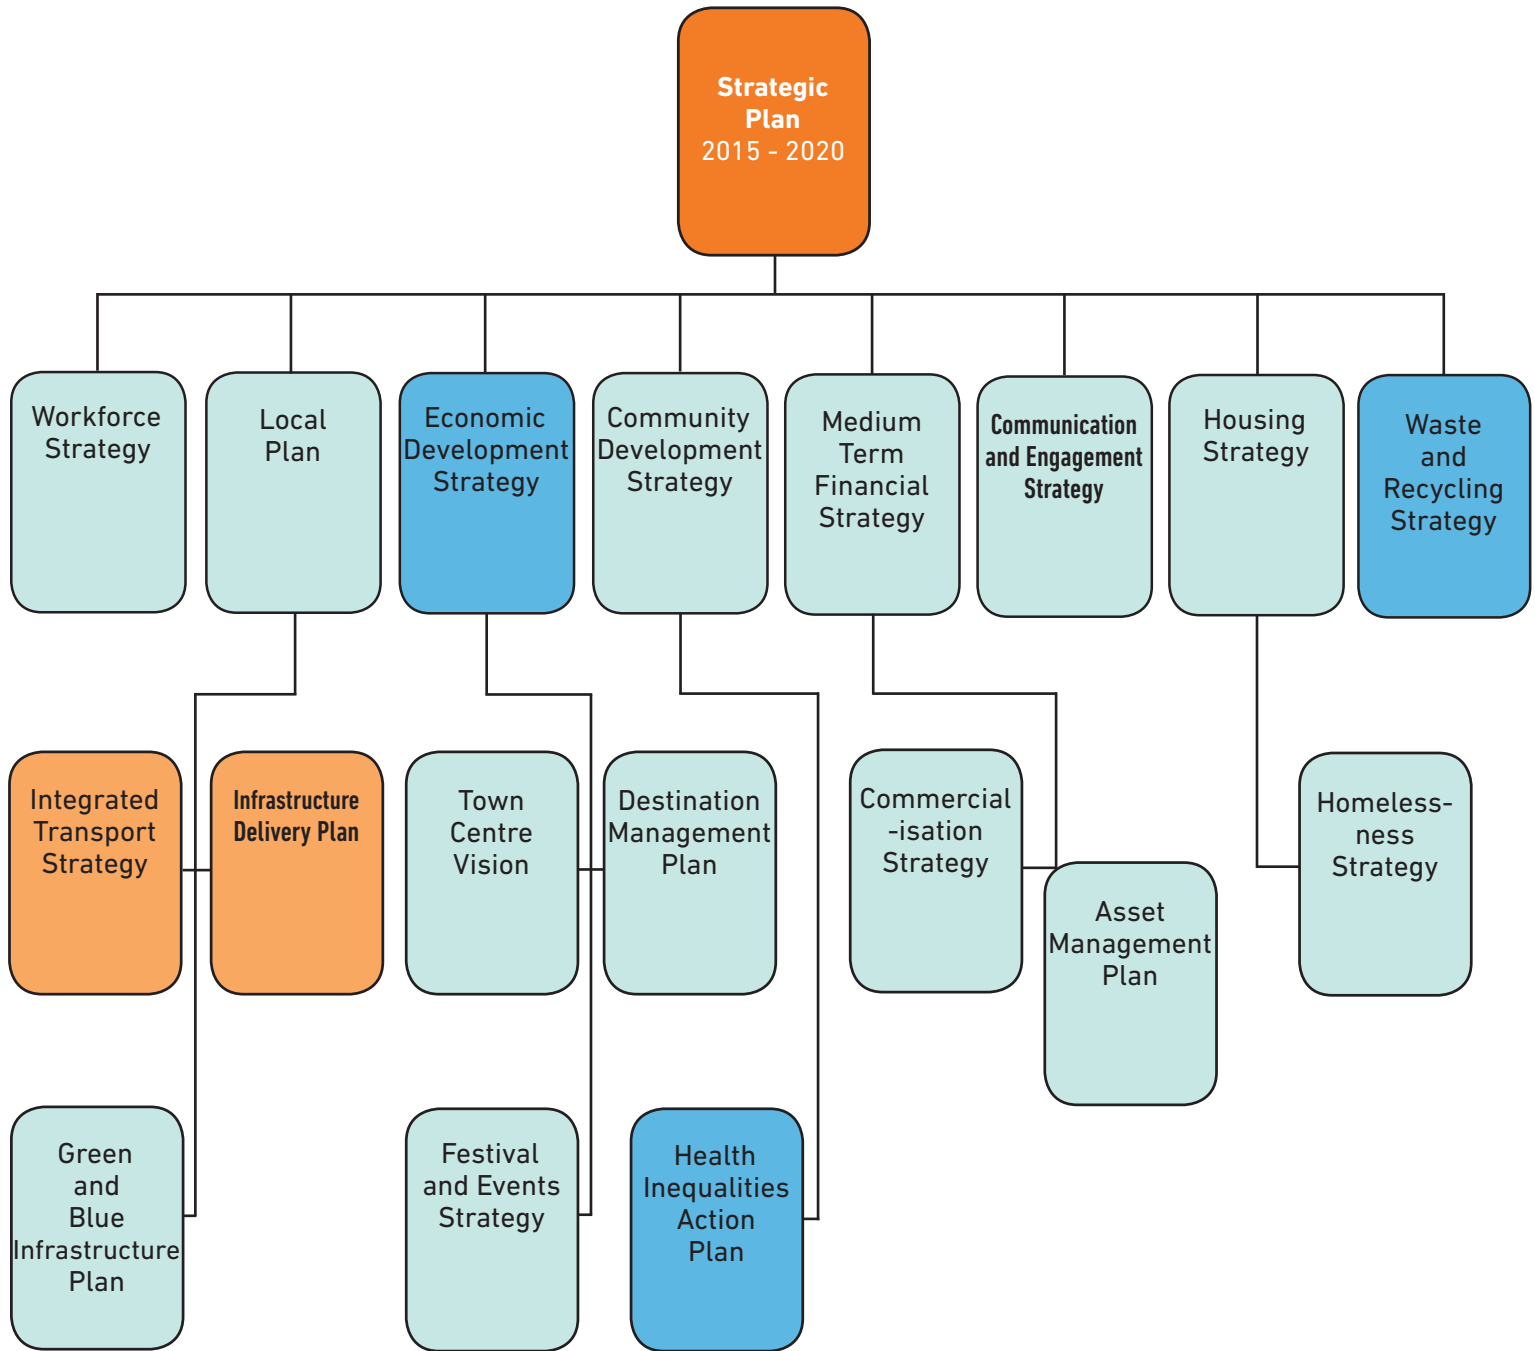 Strategic
Plan
2015 - 2020
Workforce
Strategy
Local
Plan
Economic
Development
Strategy
Community
Development
Strategy
Medium
Term
Financial
Strategy
Communication
and Engagement
Strategy
Housing
Strategy
Waste
and
Recycling
Strategy
Integrated
Transport
Strategy
Infrastructure
Delivery Plan
Town
Centre
Vision
Destination
Management
Plan
Commercial
-isation
Strategy
Asset
Management
Plan
Homeless-
ness
Strategy
Green
and
Blue
Infrastructure
Plan
Festival
and Events
Strategy
Health
Inequalities
Action
Plan